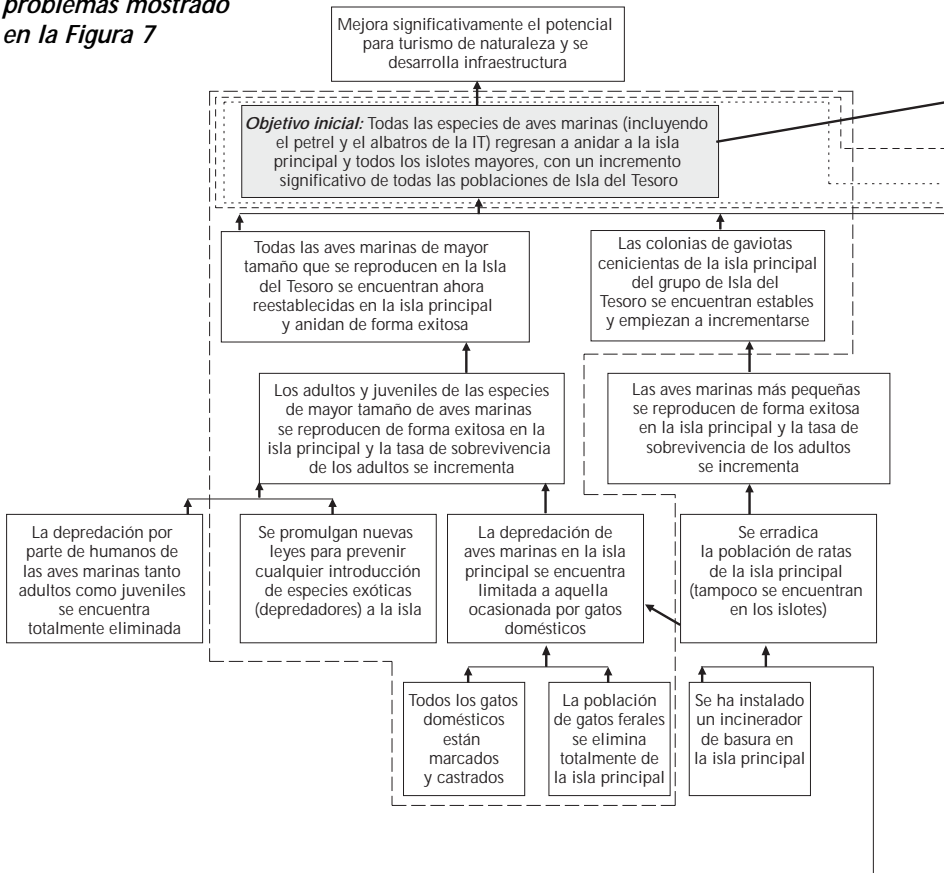 problemas mostrado
en la Figura 7
Mejora significativamente el potencial
para turismo de naturaleza y se
desarrolla infraestructura
Objetivo inicial: Todas las especies de aves marinas (incluyendo
el petrel y el albatros de la IT) regresan a anidar a la isla
principal y todos los islotes mayores, con un incremento
significativo de todas las poblaciones de Isla del Tesoro
Todas las aves marinas de mayor
tamaño que se reproducen en la Isla
del Tesoro se encuentran ahora
reestablecidas en la isla principal
y anidan de forma exitosa
Las colonias de gaviotas
cenicientas de la isla principal
del grupo de Isla del
Tesoro se encuentran estables
y empiezan a incrementarse
Los adultos y juveniles de las especies
de mayor tamaño de aves marinas
se reproducen de forma exitosa en la
isla principal y la tasa de sobrevivencia
de los adultos se incrementa
Las aves marinas más pequeñas
se reproducen de forma exitosa
en la isla principal y la tasa de
sobrevivencia de los adultos
se incrementa
La depredación por
parte de humanos de
las aves marinas tanto
adultos como juveniles
se encuentra
totalmente eliminada
Se promulgan nuevas
leyes para prevenir
cualquier introducción
de especies exóticas
(depredadores) a la isla
La depredación de
aves marinas en la isla
principal se encuentra
limitada a aquella
ocasionada por gatos
domésticos
Se erradica
la población de ratas
de la isla principal
(tampoco se encuentran
en los islotes)
Todos los gatos
domésticos
están
marcados
y castrados
La población
de gatos ferales
se elimina
totalmente de
la isla principal
Se ha instalado
un incinerador
de basura en
la isla principal